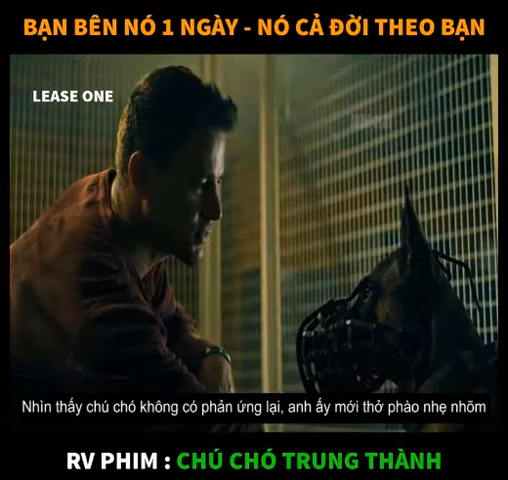 BẠN BÊN NÓ 1 NGÀY - NÓ CẢ ĐỜI THEO BẠN
LEASE ONE
Nhìn thấy chú chó không có phản ứng lại, anh ấy mới thở phào nhẹ nhõm
RV PHIM : CHÚ CHÓ TRUNG THÀNH